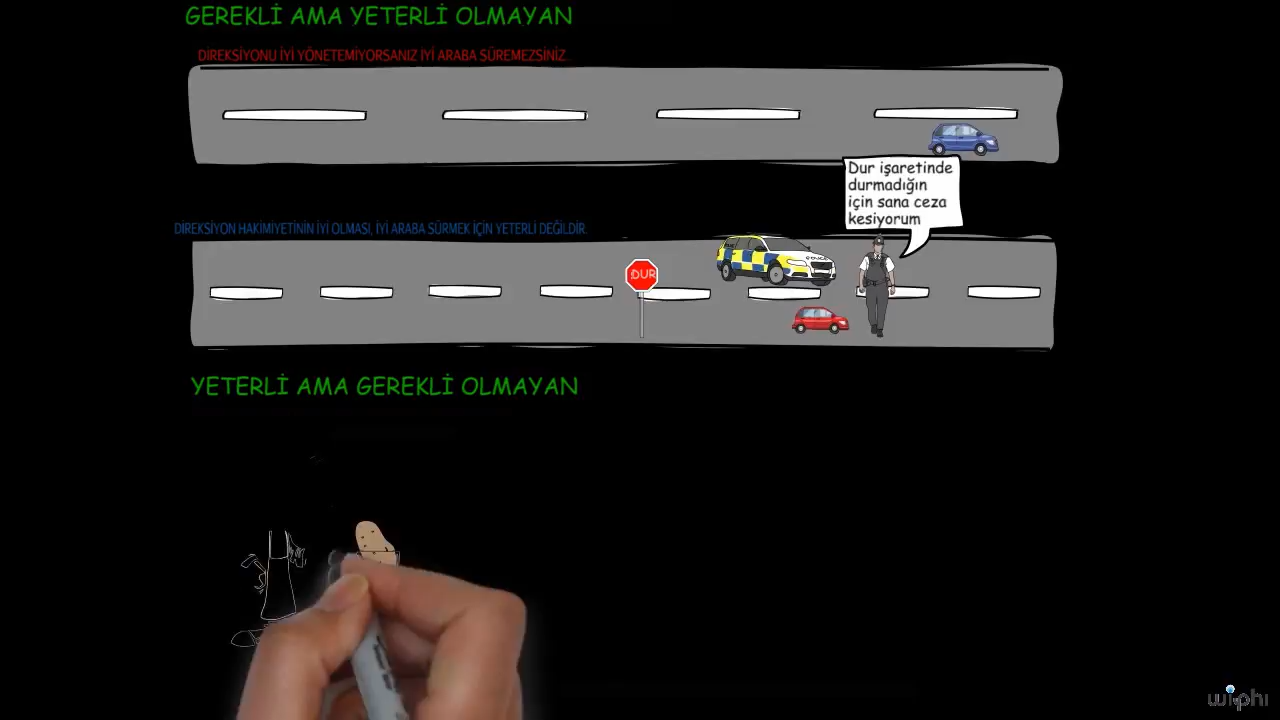 GEREKLİ AMA YETERLİ OLMAYAN
DİREKSİYONU İYİ YÖNETEMİYORSANIZ İYİ ARABA SÜREMEZSİNİZ
DİREKSİYON HAKİMİYETİNİN İYİ OLMASI, İYİ ARABA SÜRMEK İÇİN YETERLİ DEĞİLDİR.
Dur işaretinde
durmadığın
için sana ceza
kesiyorum
POLICE
DUR
YETERLİ AMA GEREKLİ OLMAYAN
wiphi